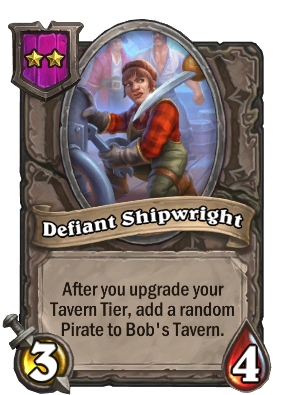 Defiant Shipwright
After you upgrade your
Tavern Tier, add a random
Pirate to Bob's Tavern.
3
4